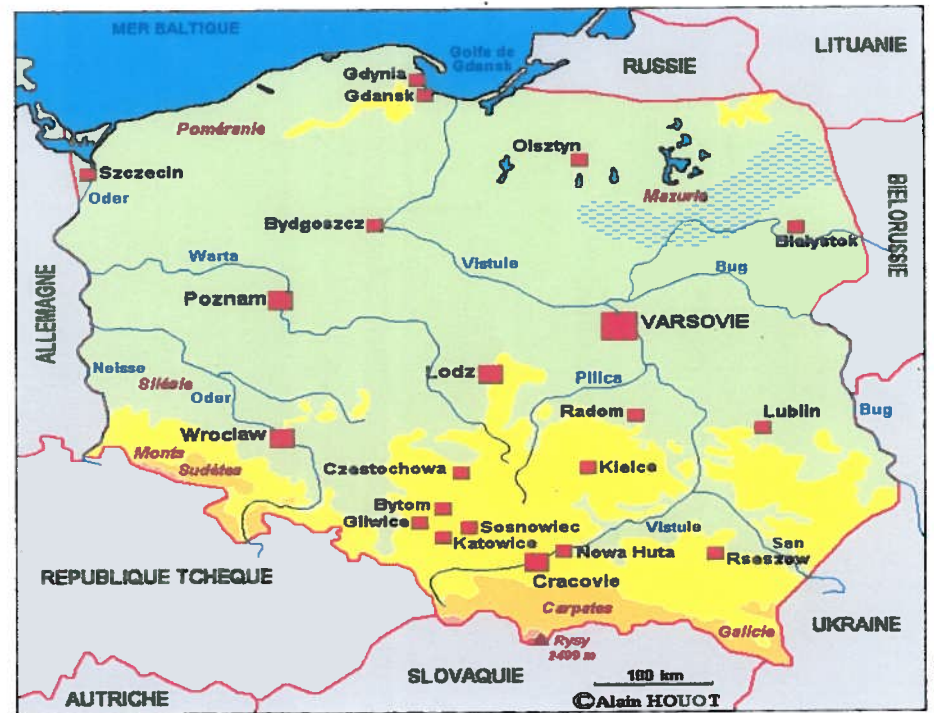 MER BALTIQUE
LITUANIE
Golfe de
Gdansk
RUSSIE
Gdynia
Gdansk
Poméranie
Olsztyn
Szczecin
Mazurie
BIELORUSSIE
Oder
Bydgoszcz
Bialystok
Warta
Vistule
Bug
Poznam
VARSOVIE
ALLEMAGNE
Neisse
Lodz
Pilica
Silésie
Oder
Radom
Lublin
Bug
Wroclaw
Monts
Sudètes
Czestochowa
Kielce
Bytom
Gliwice
Sosnowiec
Vistule
Katowice
Nowa Huta
San
Rseszow
REPUBLIQUE TCHEQUE
Cracovie
Carpates
UKRAINE
Galicie
Rysy
2499 m
SLOVAQUIE
100 km
AUTRICHE
©Alain HOUOT